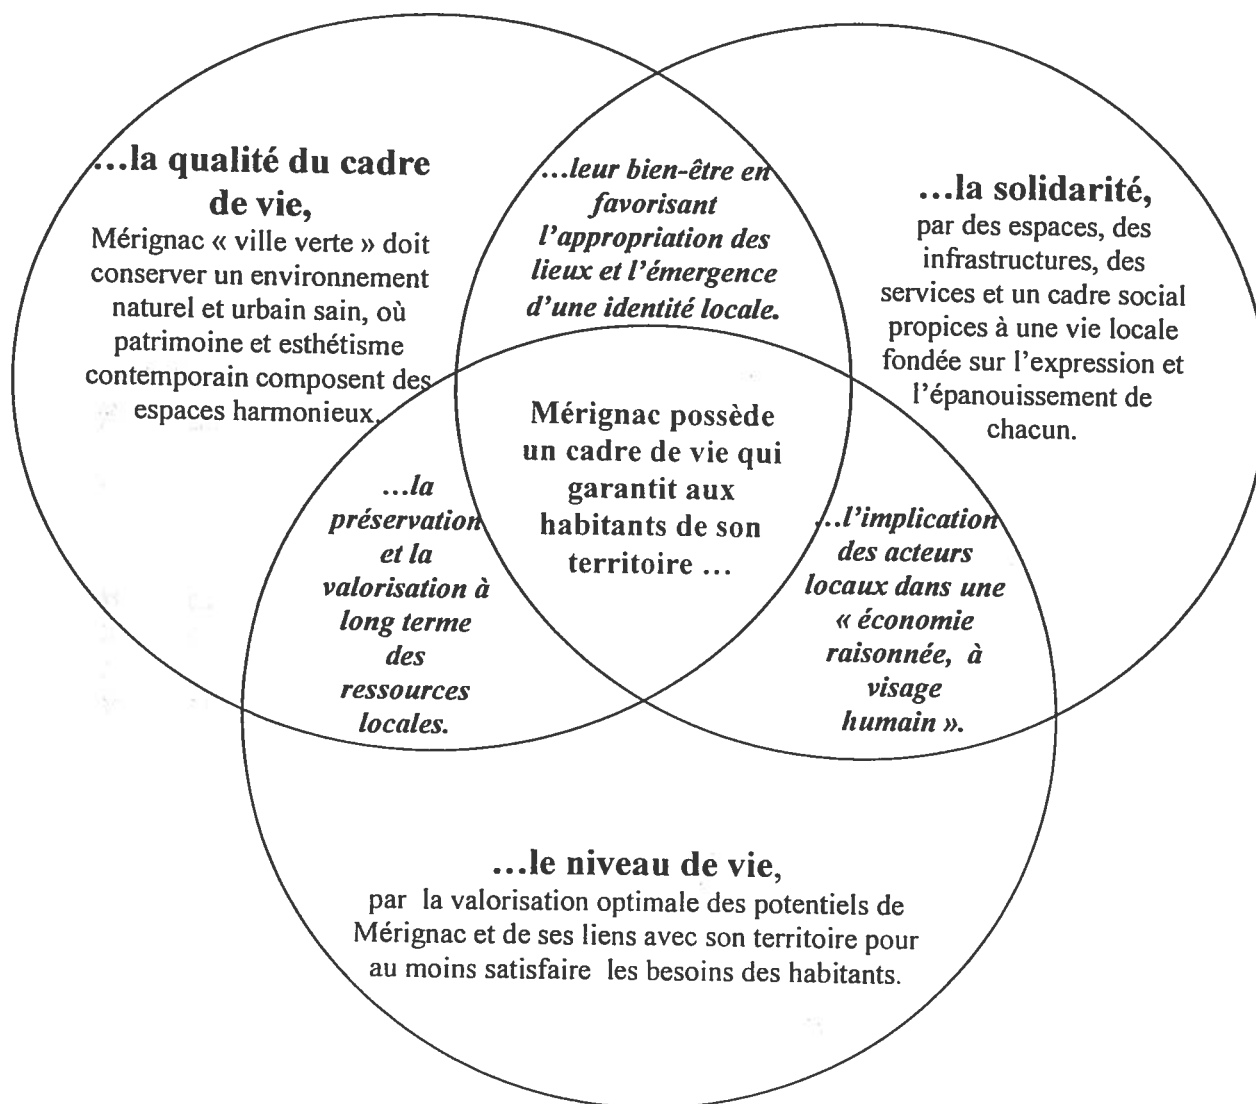 …la qualité du cadre
de vie,
Mérignac « ville verte » doit
conserver un environnement
naturel et urbain sain, où
patrimoine et esthétisme
contemporain composent des
espaces harmonieux.
…leur bien-être en
favorisant
l’appropriation des
lieux et l’émergence
d’une identité locale.
…la solidarité,
par des espaces, des
infrastructures, des
services et un cadre social
propices à une vie locale
fondée sur l’expression et
l’épanouissement de
chacun.
Mérignac possède
un cadre de vie qui
garantit aux
habitants de son
territoire …
…la
préservation
et la
valorisation à
long terme
des
ressources
locales.
…l’implication
des acteurs
locaux dans une
« économie
raisonnée, à
visage
humain ».
…le niveau de vie,
par la valorisation optimale des potentiels de
Mérignac et de ses liens avec son territoire pour
au moins satisfaire les besoins des habitants.